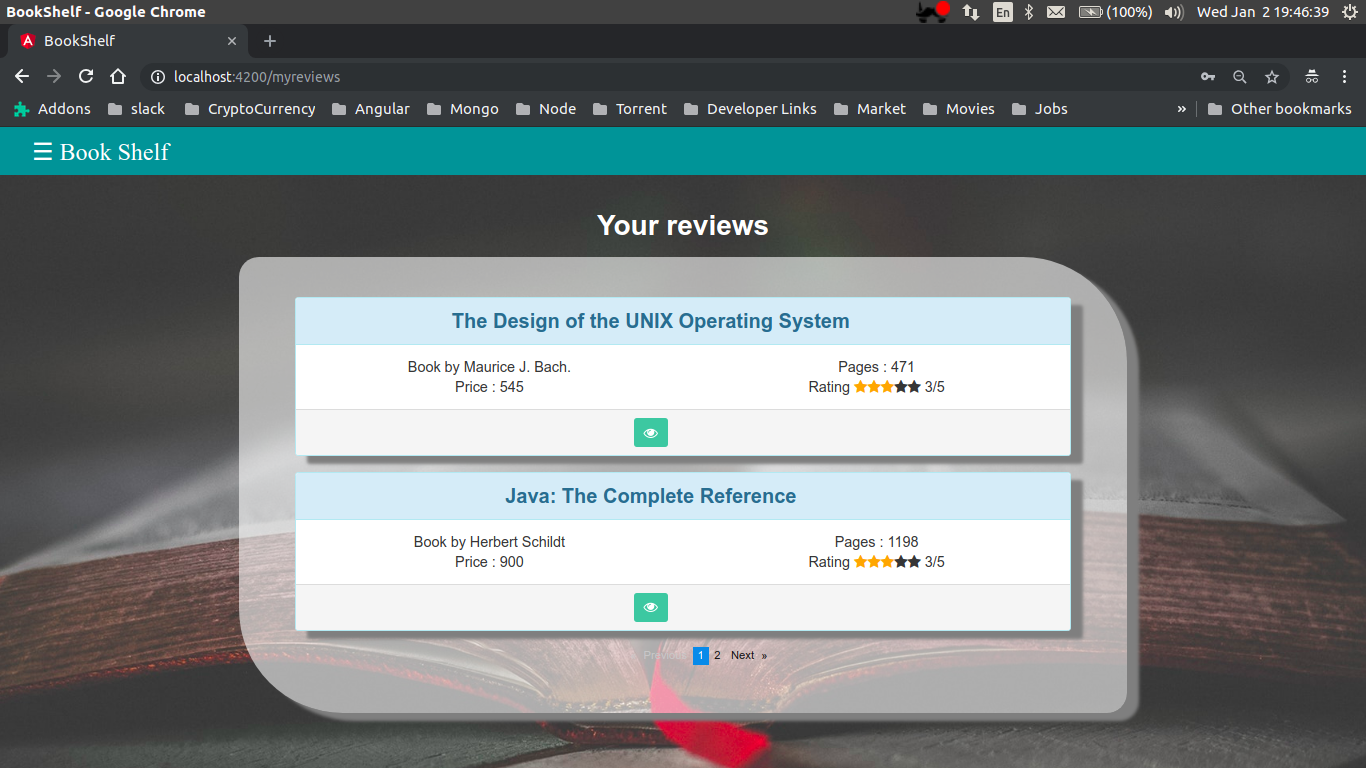 BookShelf - Google Chrome
En (100%) Wed Jan 2 19:46:39
BookShelf
localhost:4200/myreviews
Addons slack CryptoCurrency Angular Mongo Node Torrent Developer Links Market Movies Jobs » Other bookmarks
☰ Book Shelf
Your reviews
The Design of the UNIX Operating System
Book by Maurice J. Bach.
Price : 545
Pages : 471
Rating ★★★★★ 3/5
Java: The Complete Reference
Book by Herbert Schildt
Price : 900
Pages : 1198
Rating ★★★★★ 3/5
1 2 Next »